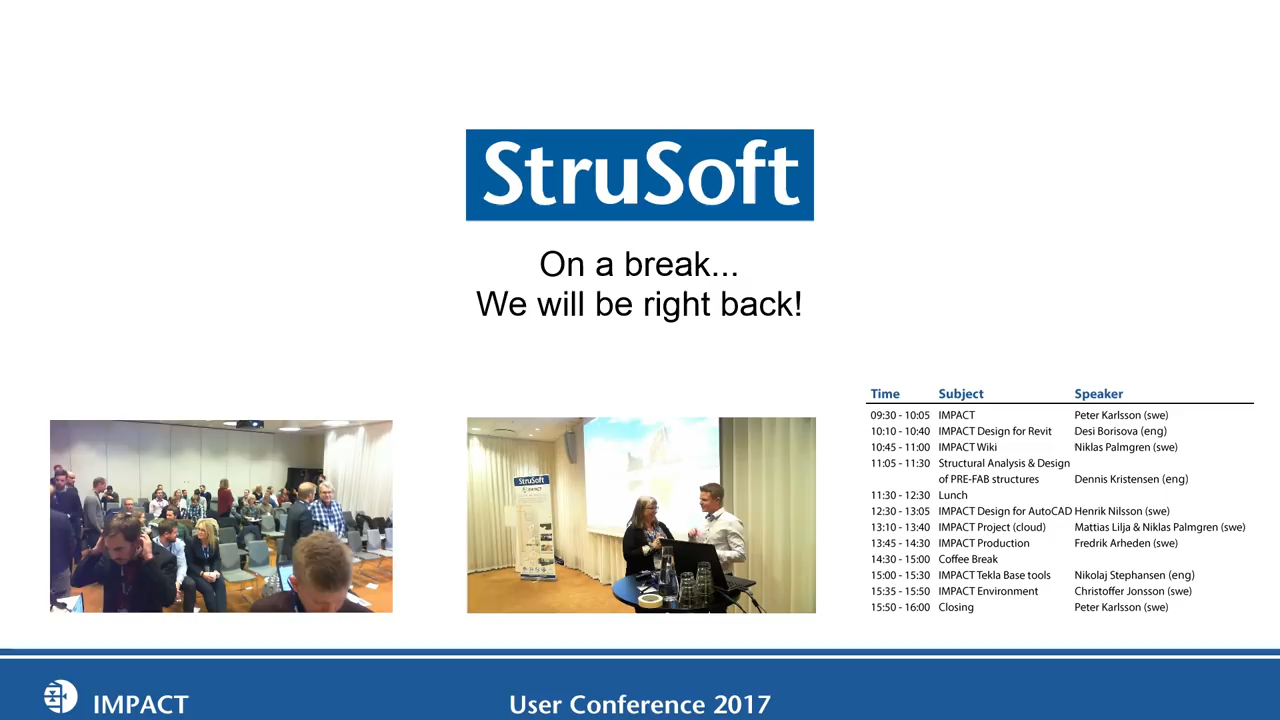 StruSoft
On a break...
We will be right back!
StruSoft
IMPACT
Time Subject Speaker
09:30 - 10:05 IMPACT Peter Karlsson (swe)
10:10 - 10:40 IMPACT Design for Revit Desi Borisova (eng)
10:45 - 11:00 IMPACT Wiki Niklas Palmgren (swe)
11:05 - 11:30 Structural Analysis & Design
of PRE-FAB structures Dennis Kristensen (eng)
11:30 - 12:30 Lunch
12:30 - 13:05 IMPACT Design for AutoCAD Henrik Nilsson (swe)
13:10 - 13:40 IMPACT Project (cloud) Mattias Lilja & Niklas Palmgren (swe)
13:45 - 14:30 IMPACT Production Fredrik Arheden (swe)
14:30 - 15:00 Coffee Break
15:00 - 15:30 IMPACT Tekla Base tools Nikolaj Stephansen (eng)
15:35 - 15:50 IMPACT Environment Christoffer Jonsson (swe)
15:50 - 16:00 Closing Peter Karlsson (swe)
IMPACT
User Conference 2017